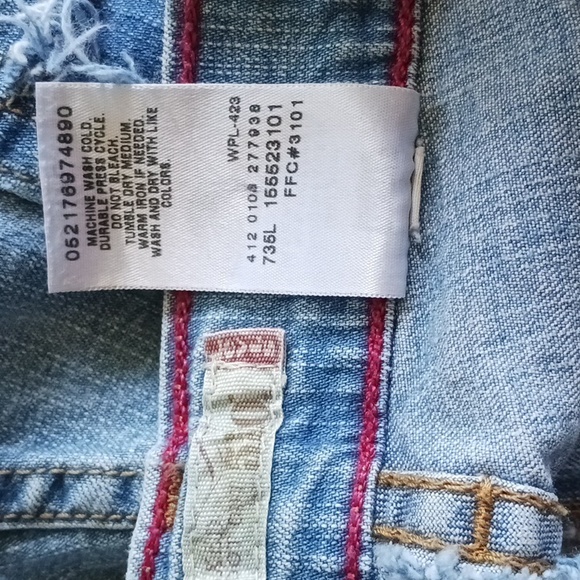 052176974890
MACHINE WASH COLD,
DURABLE PRESS CYCLE.
DO NOT BLEACH.
TUMBLE DRY MEDIUM.
WARM IRON IF NEEDED.
WASH AND DRY WITH LIKE
COLORS.
WPL-423
412 0108 277938
735L 155523101
FFC#3101